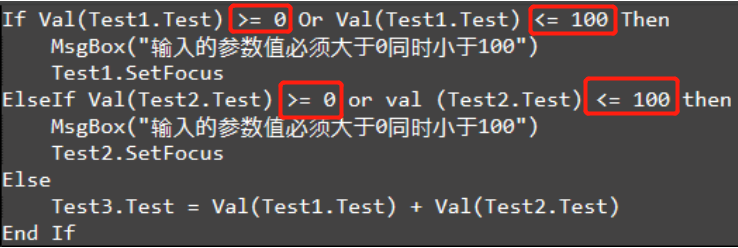 If Val(Test1.Test) >= 0 Or Val(Test1.Test) <= 100 Then
MsgBox("输入的参数值必须大于0同时小于100")
Test1.SetFocus
ElseIf Val(Test2.Test) >= 0 or val (Test2.Test) <= 100 then
MsgBox("输入的参数值必须大于0同时小于100")
Test2.SetFocus
Else
Test3.Test = Val(Test1.Test) + Val(Test2.Test)
End If